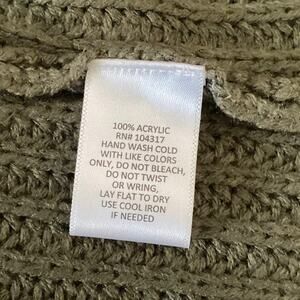 100% ACRYLIC
RN# 104317
HAND WASH COLD
WITH LIKE COLORS
ONLY, DO NOT BLEACH,
DO NOT TWIST
OR WRING,
LAY FLAT TO DRY
USE COOL IRON
IF NEEDED